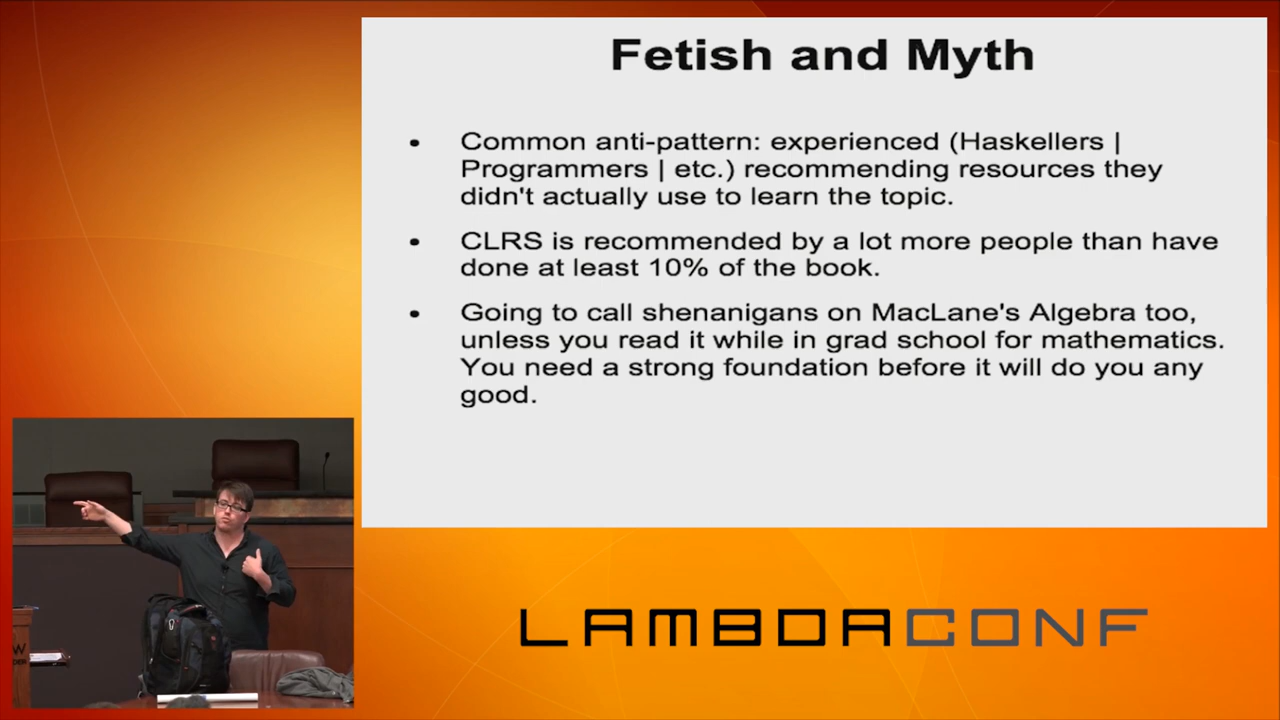 Fetish and Myth
• Common anti-pattern: experienced (Haskellers |
Programmers | etc.) recommending resources they
didn't actually use to learn the topic.
• CLRS is recommended by a lot more people than have
done at least 10% of the book.
• Going to call shenanigans on MacLane's Algebra too,
unless you read it while in grad school for mathematics.
You need a strong foundation before it will do you any
good.
LAMBDACONF